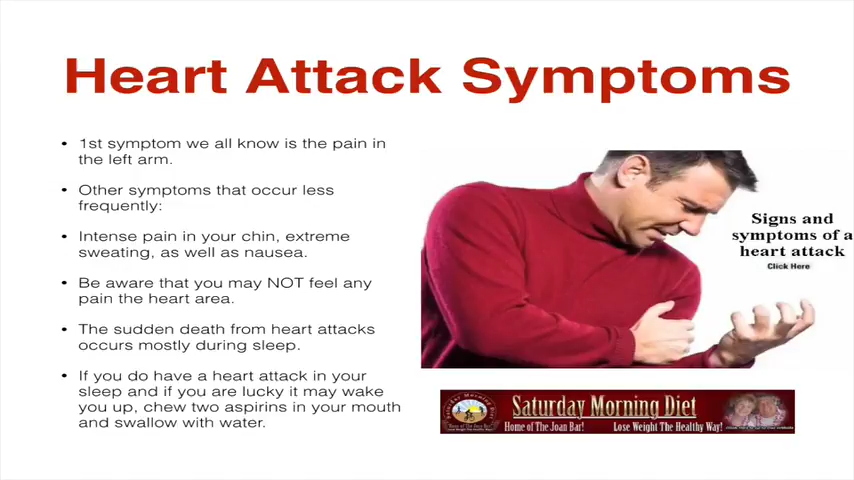 Heart Attack Symptoms
• 1st symptom we all know is the pain in
the left arm.
• Other symptoms that occur less
frequently:
• Intense pain in your chin, extreme
sweating, as well as nausea.
• Be aware that you may NOT feel any
pain the heart area.
• The sudden death from heart attacks
occurs mostly during sleep.
• If you do have a heart attack in your
sleep and if you are lucky it may wake
you up, chew two aspirins in your mouth
and swallow with water.
Signs and
symptoms of a
heart attack
Click Here
Saturday Morning Diet
Home of The Joan Bar! Lose Weight The Healthy Way!